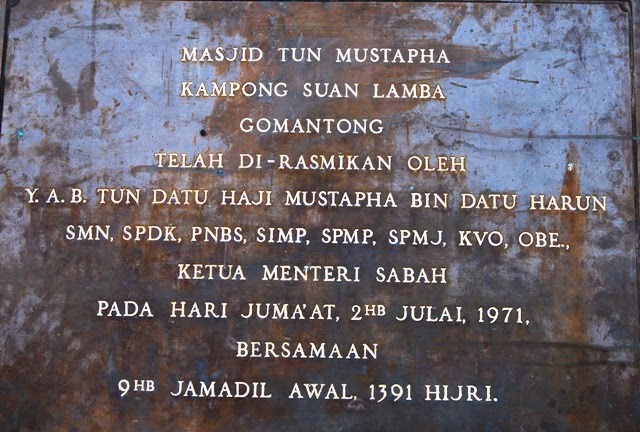 MASJID TUN MUSTAPHA
KAMPONG SUAN LAMBA
GOMANTONG
TELAH DI-RASMIKAN OLEH
Y.A.B. TUN DATU HAJI MUSTAPHA BIN DATU HARUN
SMN, SPDK, PNBS, SIMP, SPMP, SPMJ, KVO, OBE.,
KETUA MENTERI SABAH
PADA HARI JUMA'AT, 2HB JULAI, 1971,
BERSAMAAN
9HB JAMADIL AWAL, 1391 HIJRI.